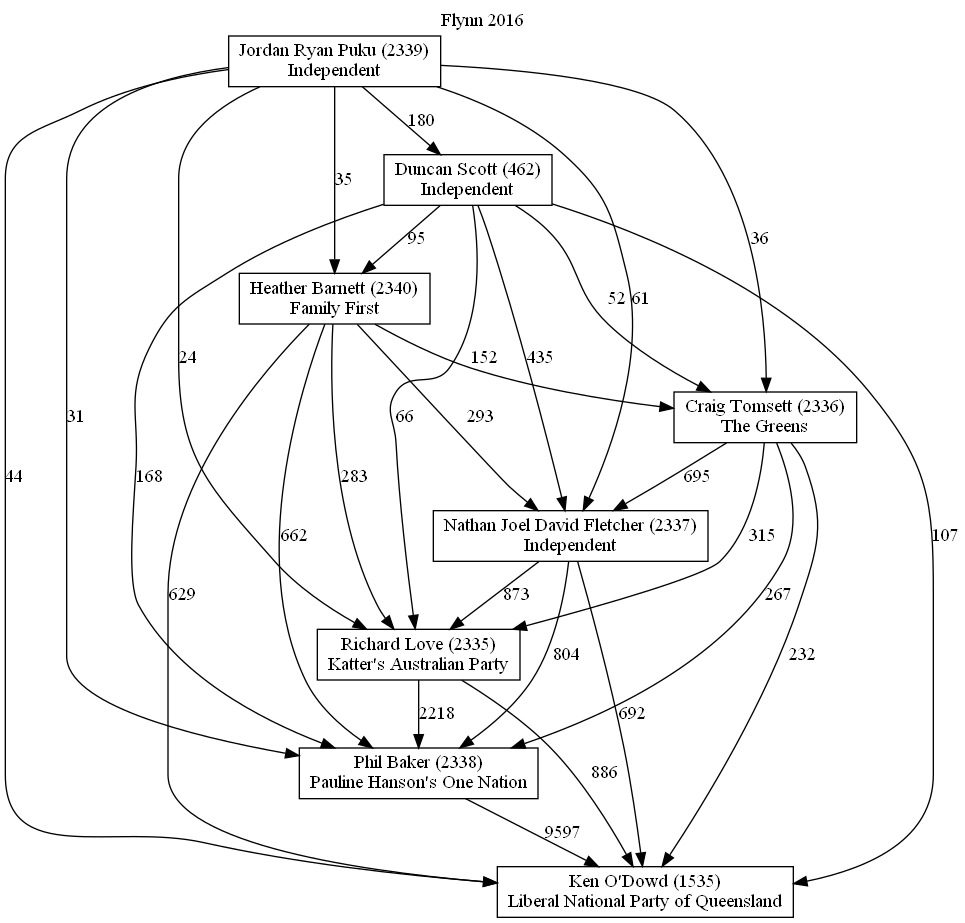 Flynn 2016
Jordan Ryan Puku (2339)
Independent
180
Duncan Scott (462)
Independent
35
36
95
Heather Barnett (2340)
Family First
52
61
24
152
435
Craig Tomsett (2336)
The Greens
31
66
293
44
168
283
695
Nathan Joel David Fletcher (2337)
Independent
662
315
107
629
873
267
Richard Love (2335)
Katter's Australian Party
804
232
2218
692
Phil Baker (2338)
Pauline Hanson's One Nation
886
9597
Ken O'Dowd (1535)
Liberal National Party of Queensland